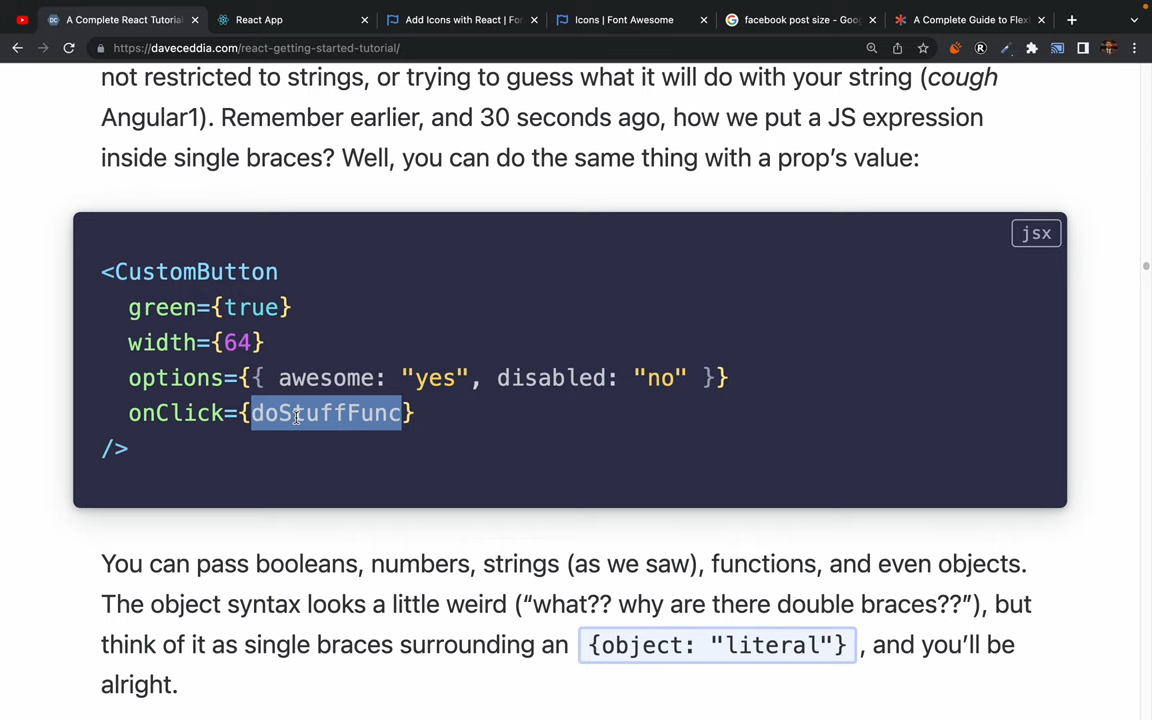 A Complete React Tutorial
React App
Add Icons with React | Fo
Icons | Font Awesome
facebook post size - Goo
A Complete Guide to Flex
https://daveceddia.com/react-getting-started-tutorial/
not restricted to strings, or trying to guess what it will do with your string (cough
Angular1). Remember earlier, and 30 seconds ago, how we put a JS expression
inside single braces? Well, you can do the same thing with a prop’s value:
jsx
<CustomButton
green={true}
width={64}
options={{ awesome: "yes", disabled: "no" }}
onClick={doStuffFunc}
/>
You can pass booleans, numbers, strings (as we saw), functions, and even objects.
The object syntax looks a little weird (“what?? why are there double braces??”), but
think of it as single braces surrounding an {object: "literal"} , and you’ll be
alright.